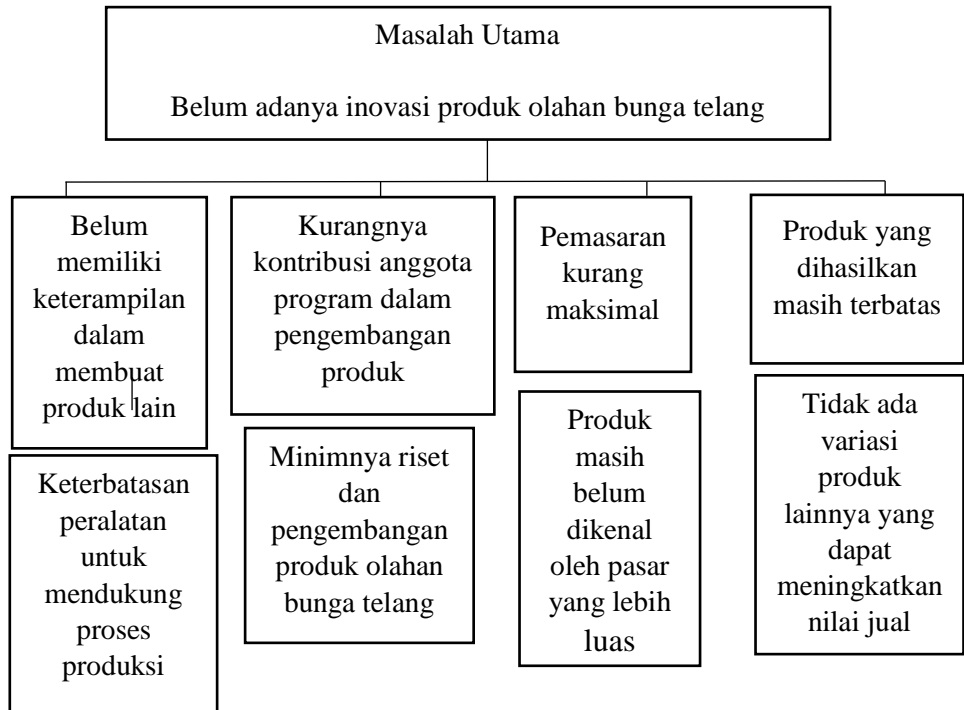 Masalah Utama
Belum adanya inovasi produk olahan bunga telang
Belum
memiliki
keterampilan
dalam
membuat
produk lain
Kurangnya
kontribusi anggota
program dalam
pengembangan
produk
Pemasaran
kurang
maksimal
Produk yang
dihasilkan
masih terbatas
Keterbatasan
peralatan
untuk
mendukung
proses
produksi
Minimnya riset
dan
pengembangan
produk olahan
bunga telang
Produk
masih
belum
dikenal
oleh pasar
yang lebih
luas
Tidak ada
variasi
produk
lainnya yang
dapat
meningkatkan
nilai jual